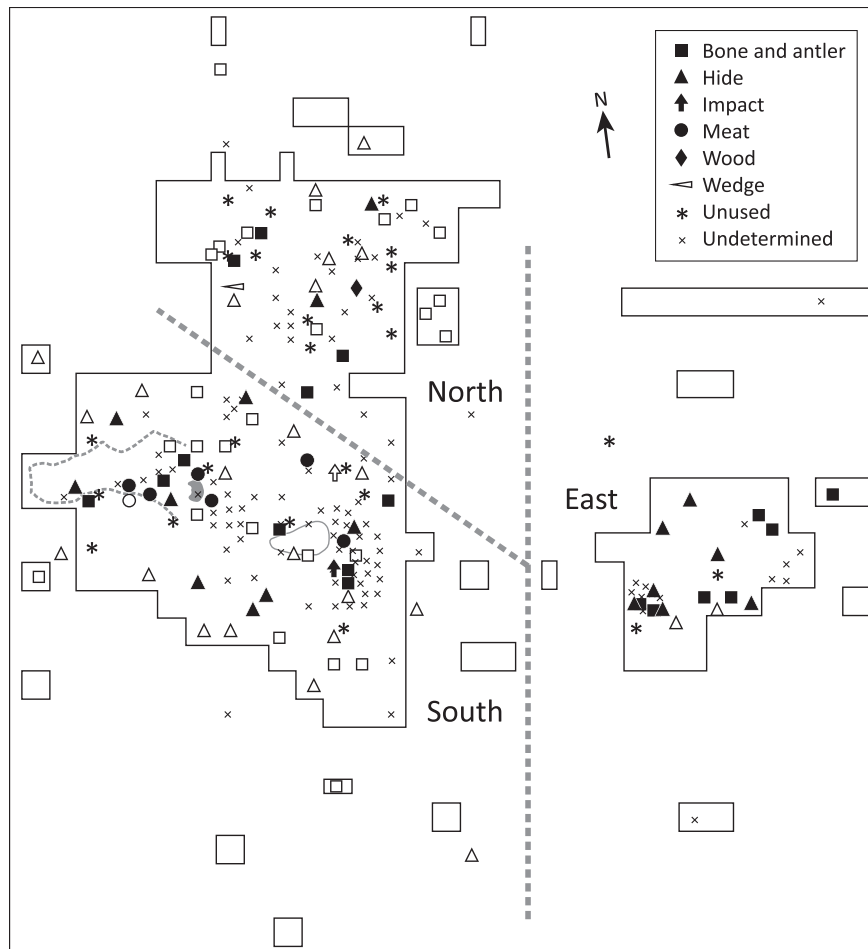 Bone and antler
Hide
Impact
Meat
Wood
Wedge
Unused
Undetermined
N
North
East
South